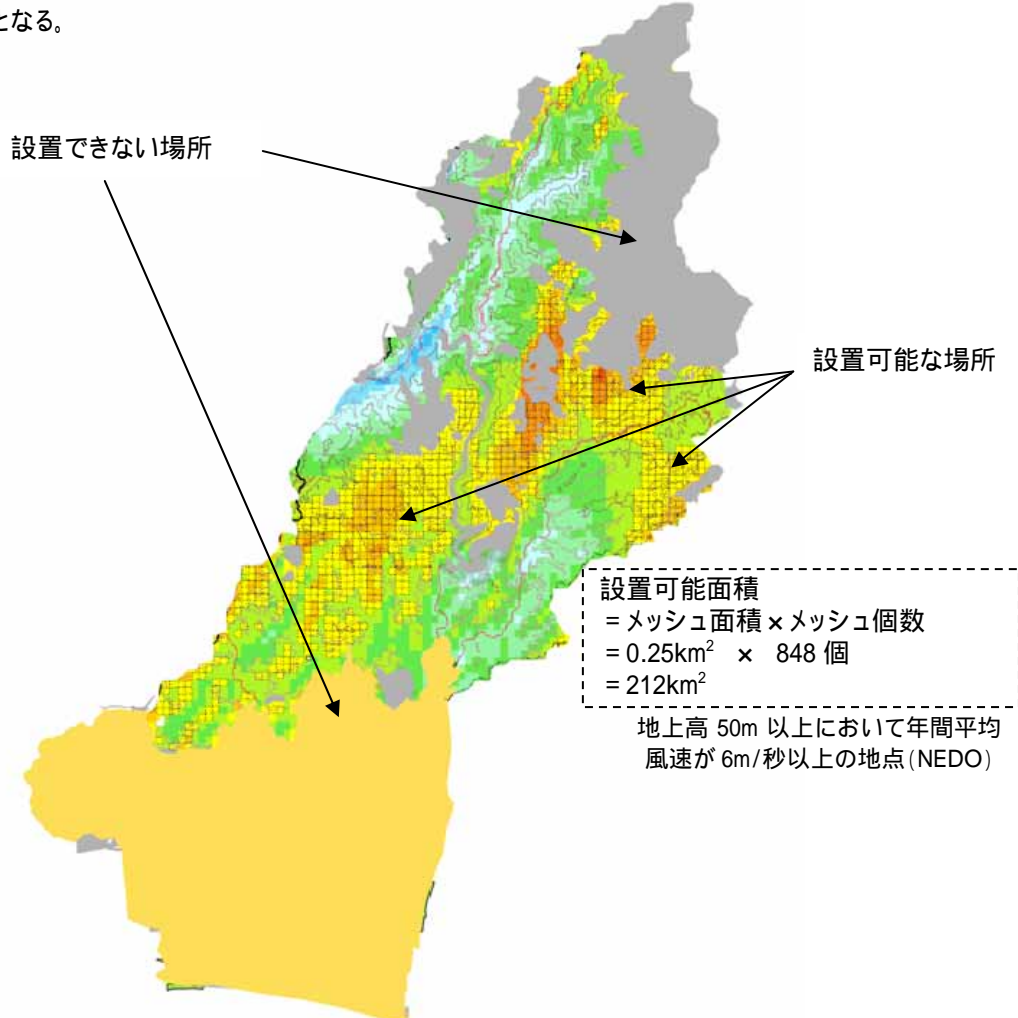 となる。
設置できない場所
設置可能な場所
設置可能面積
＝メッシュ面積×メッシュ個数
＝0.25km² × 848 個
＝212km²
地上高 50m 以上において年間平均
風速が 6m/秒以上の地点(NEDO)